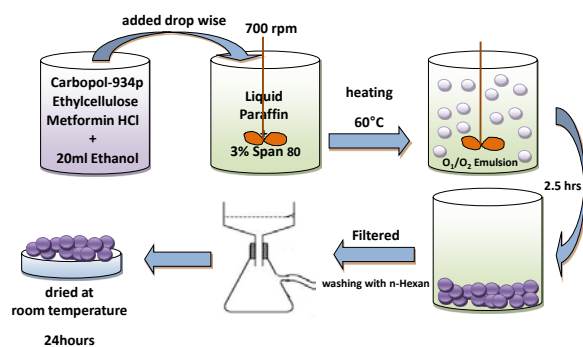 added drop wise
700 rpm
Carbopol-934p
Ethylcellulose
Metformin HCl
+
20ml Ethanol
Liquid
Paraffin
+
3% Span 80
heating
60°C
O₁/O₂ Emulsion
2.5 hrs
Filtered
washing with n-Hexan
dried at
room temperature
24hours